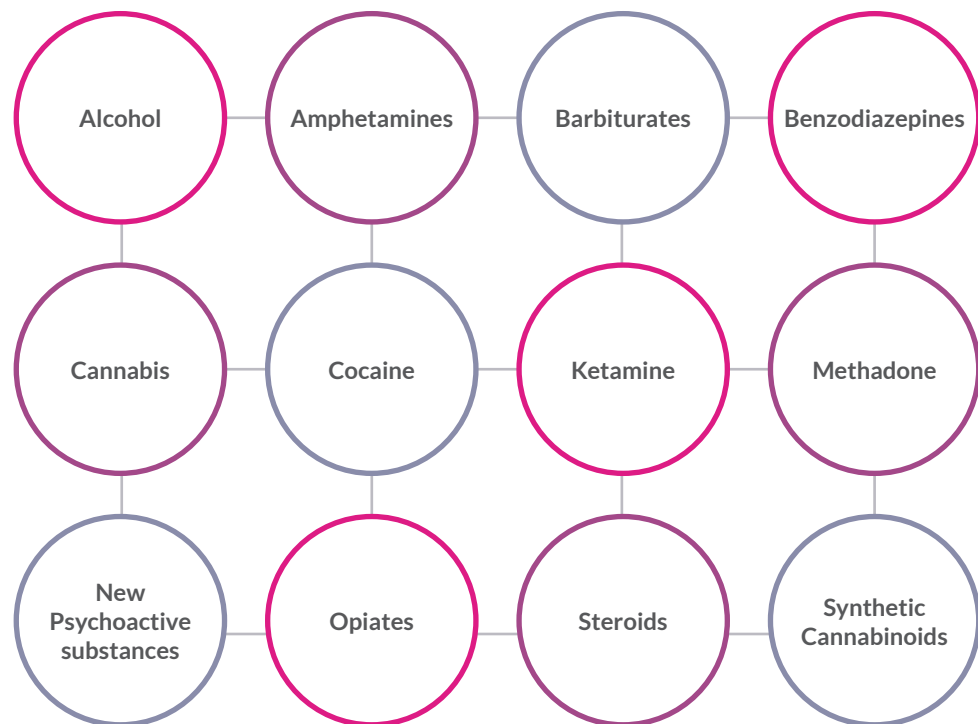 Alcohol
Amphetamines
Barbiturates
Benzodiazepines
Cannabis
Cocaine
Ketamine
Methadone
New
Psychoactive
substances
Opiates
Steroids
Synthetic
Cannabinoids